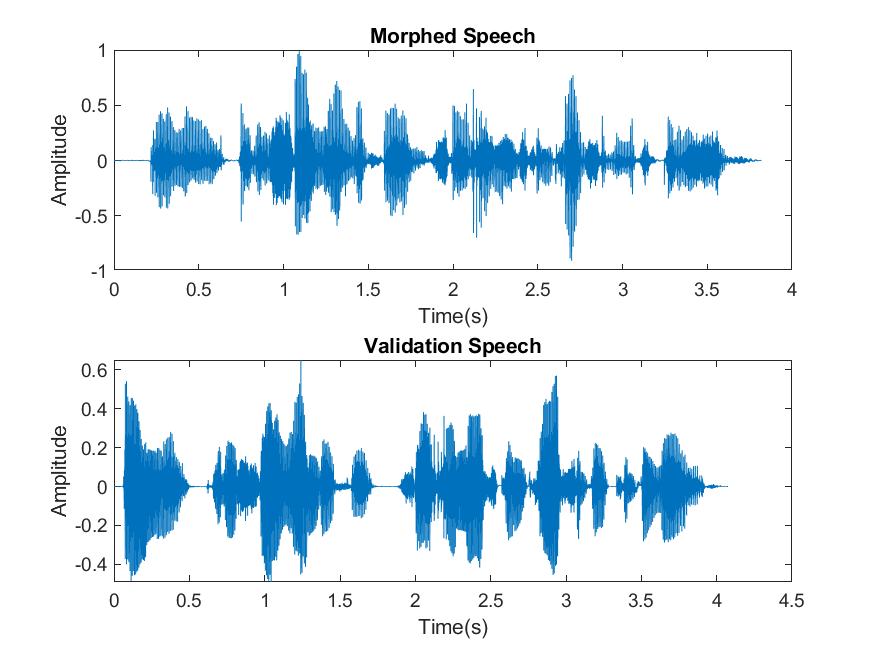 Morphed Speech
1
0.5
0
-0.5
-1
Amplitude
0 0.5 1 1.5 2 2.5 3 3.5 4
Time(s)
Validation Speech
0.6
0.4
0.2
0
-0.2
-0.4
Amplitude
0 0.5 1 1.5 2 2.5 3 3.5 4 4.5
Time(s)